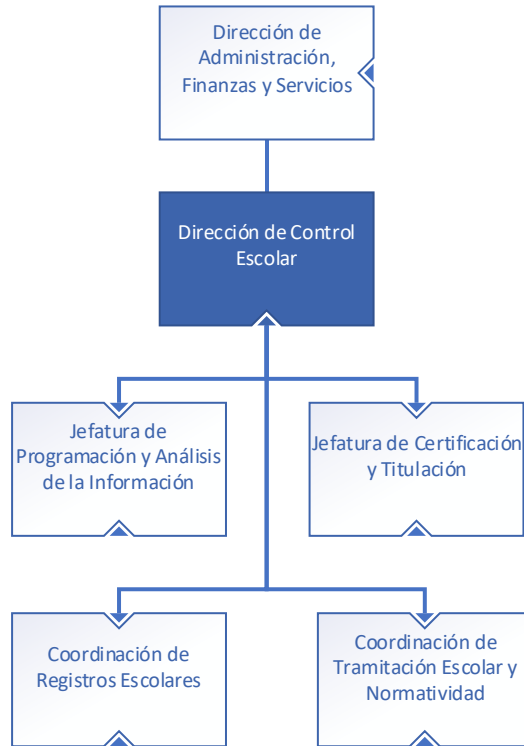 Dirección de
Administración,
Finanzas y Servicios
Dirección de Control
Escolar
Jefatura de
Programación y Análisis
de la Información
Jefatura de Certificación
y Titulación
Coordinación de
Registros Escolares
Coordinación de
Tramitación Escolar y
Normatividad